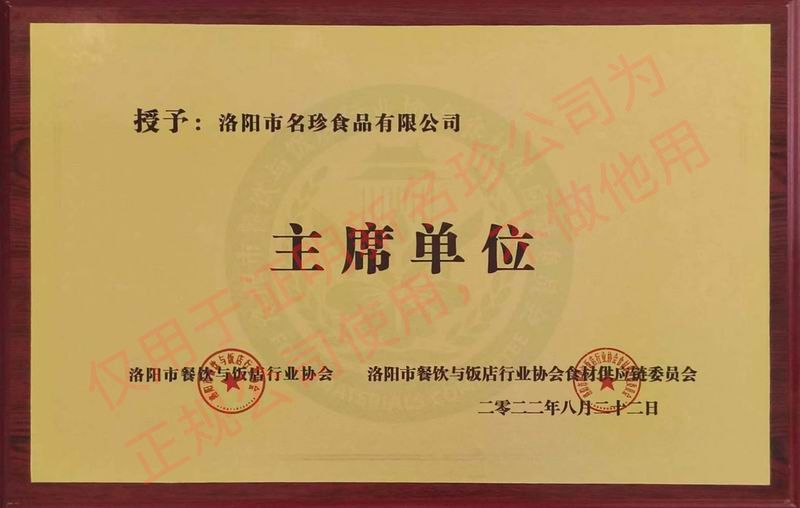 授予：洛阳市名珍食品有限公司
主席单位
洛阳市餐饮与饭店行业协会
洛阳市餐饮与饭店行业协会食材供应链委员会
二零二二年八月二十二日
仅用于证明新名珍公司为
正规公司使用，不做他用